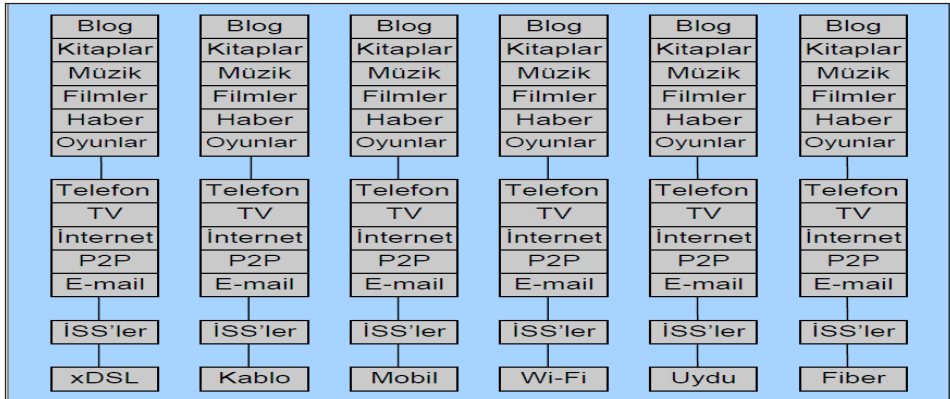 Blog Blog Blog Blog Blog Blog
Kitaplar Kitaplar Kitaplar Kitaplar Kitaplar Kitaplar
Müzik Müzik Müzik Müzik Müzik Müzik
Filmler Filmler Filmler Filmler Filmler Filmler
Haber Haber Haber Haber Haber Haber
Oyunlar Oyunlar Oyunlar Oyunlar Oyunlar Oyunlar
Telefon Telefon Telefon Telefon Telefon Telefon
TV TV TV TV TV TV
İnternet İnternet İnternet İnternet İnternet İnternet
P2P P2P P2P P2P P2P P2P
E-mail E-mail E-mail E-mail E-mail E-mail
İSS'ler İSS'ler İSS'ler İSS'ler İSS'ler İSS'ler
xDSL Kablo Mobil Wi-Fi Uydu Fiber